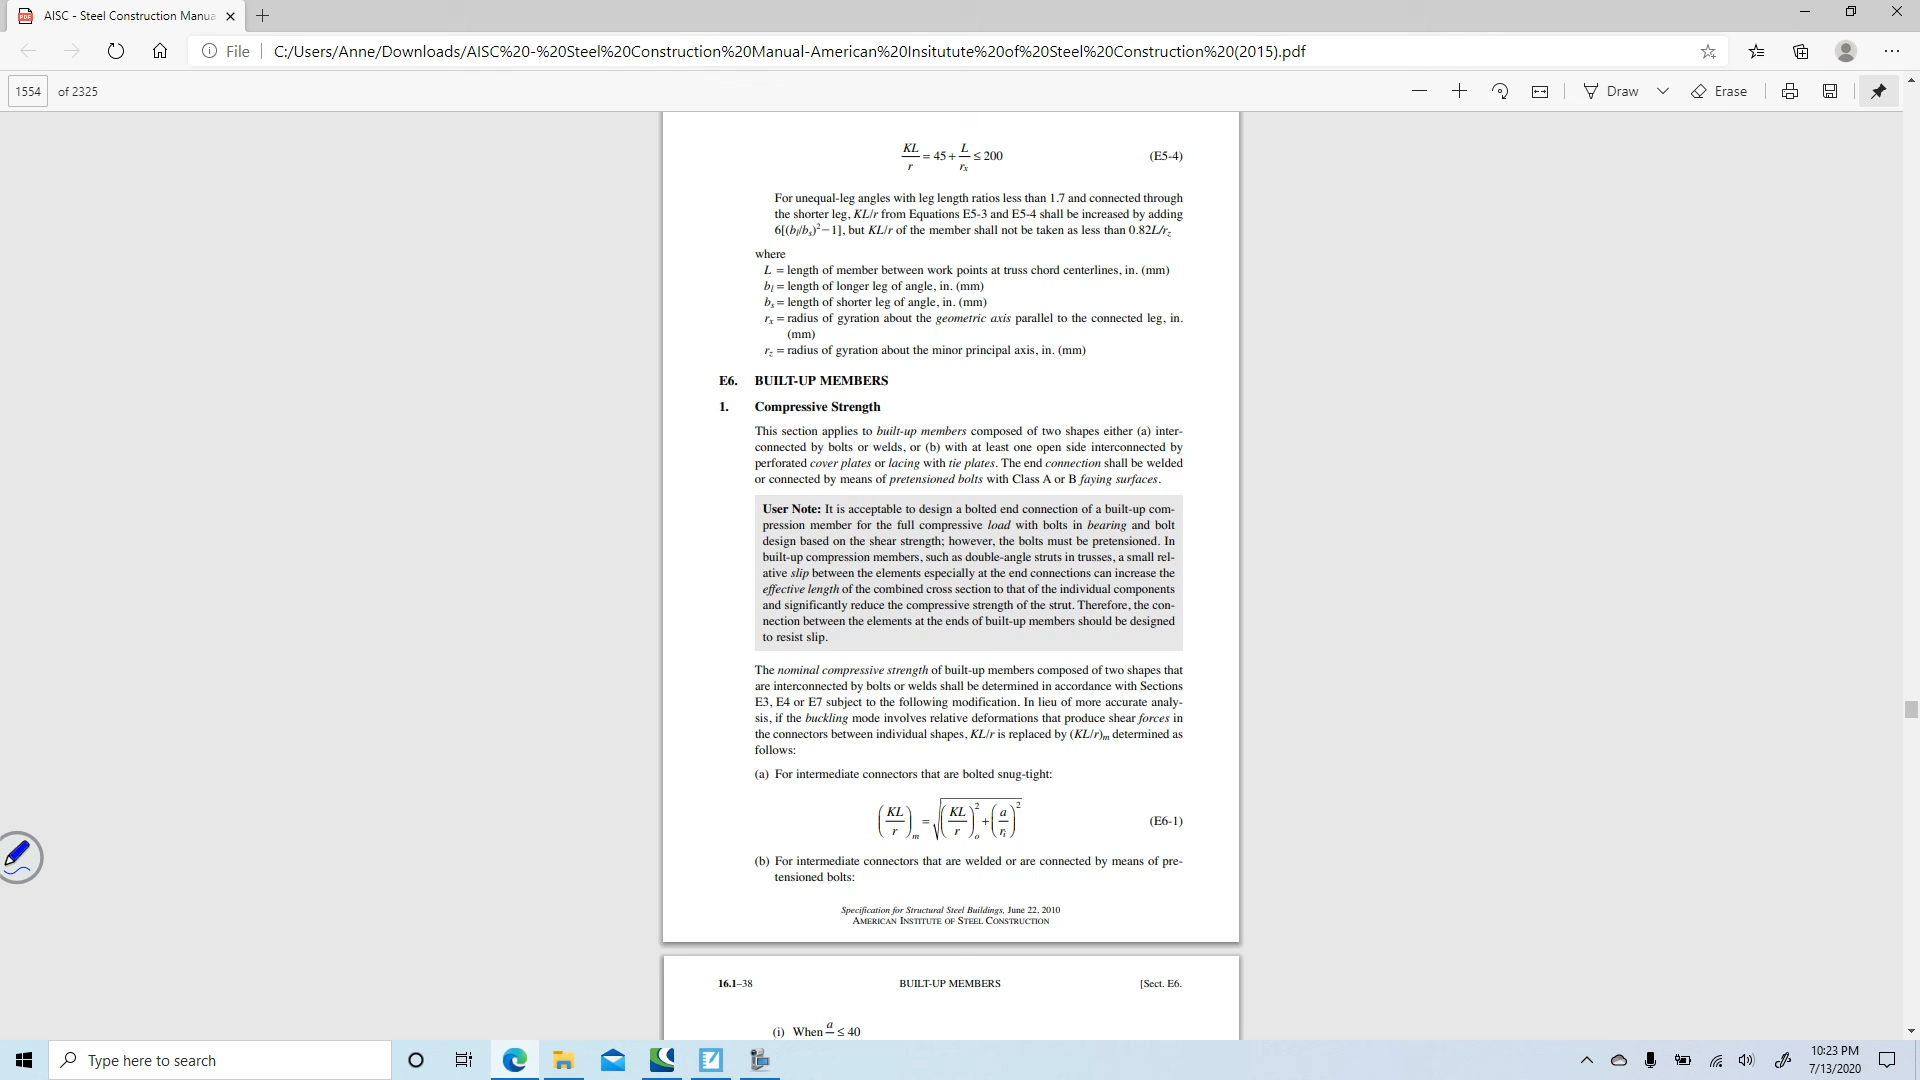 AISC - Steel Construction Manua
File
C:/Users/Anne/Downloads/AISC%20-%20Steel%20Construction%20Manual-American%20Insitutute%20of%20Steel%20Construction%20(2015).pdf
1554 of 2325
Draw
Erase
KL/r = 45 + L/rx ≤ 200 (E5-4)
For unequal-leg angles with leg length ratios less than 1.7 and connected through
the shorter leg, KL/r from Equations E5-3 and E5-4 shall be increased by adding
6[(bl/bs)²−1], but KL/r of the member shall not be taken as less than 0.82L/rz
where
L = length of member between work points at truss chord centerlines, in. (mm)
bl = length of longer leg of angle, in. (mm)
bs = length of shorter leg of angle, in. (mm)
rx = radius of gyration about the geometric axis parallel to the connected leg, in.
(mm)
rz = radius of gyration about the minor principal axis, in. (mm)
E6. BUILT-UP MEMBERS
1. Compressive Strength
This section applies to built-up members composed of two shapes either (a) inter-
connected by bolts or welds, or (b) with at least one open side interconnected by
perforated cover plates or lacing with tie plates. The end connection shall be welded
or connected by means of pretensioned bolts with Class A or B faying surfaces.
User Note: It is acceptable to design a bolted end connection of a built-up com-
pression member for the full compressive load with bolts in bearing and bolt
design based on the shear strength; however, the bolts must be pretensioned. In
built-up compression members, such as double-angle struts in trusses, a small rel-
ative slip between the elements especially at the end connections can increase the
effective length of the combined cross section to that of the individual components
and significantly reduce the compressive strength of the strut. Therefore, the con-
nection between the elements at the ends of built-up members should be designed
to resist slip.
The nominal compressive strength of built-up members composed of two shapes that
are interconnected by bolts or welds shall be determined in accordance with Sections
E3, E4 or E7 subject to the following modification. In lieu of more accurate analy-
sis, if the buckling mode involves relative deformations that produce shear forces in
the connectors between individual shapes, KL/r is replaced by (KL/r)m determined as
follows:
(a) For intermediate connectors that are bolted snug-tight:
(KL/r)m = √((KL/r)o² + (a/ri)²) (E6-1)
(b) For intermediate connectors that are welded or are connected by means of pre-
tensioned bolts:
Specification for Structural Steel Buildings, June 22, 2010
AMERICAN INSTITUTE OF STEEL CONSTRUCTION
16.1–38 BUILT-UP MEMBERS [Sect. E6.
(i) When a ≤ 40
Type here to search
10:23 PM
7/13/2020